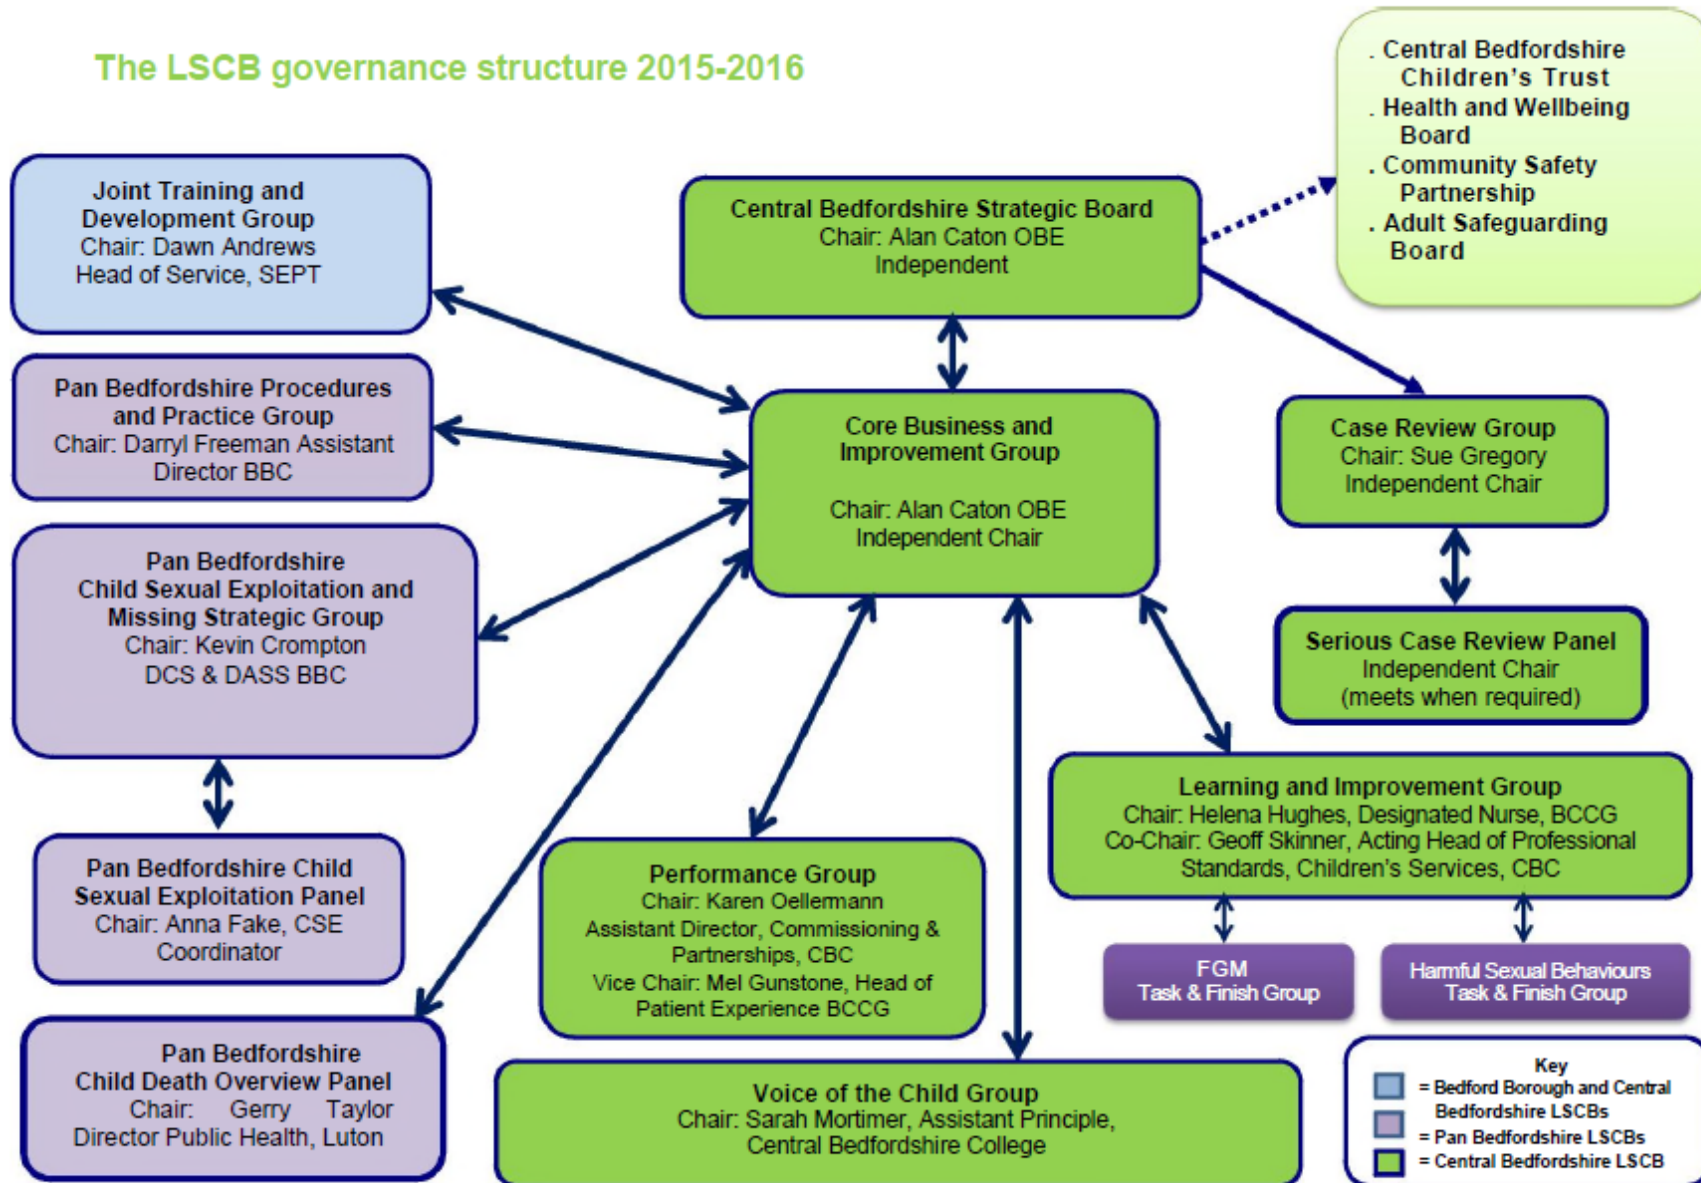 The LSCB governance structure 2015-2016
. Central Bedfordshire
Children's Trust
. Health and Wellbeing
Board
. Community Safety
Partnership
. Adult Safeguarding
Board
Joint Training and
Development Group
Chair: Dawn Andrews
Head of Service, SEPT
Central Bedfordshire Strategic Board
Chair: Alan Caton OBE
Independent
Pan Bedfordshire Procedures
and Practice Group
Chair: Darryl Freeman Assistant
Director BBC
Core Business and
Improvement Group
Chair: Alan Caton OBE
Independent Chair
Case Review Group
Chair: Sue Gregory
Independent Chair
Pan Bedfordshire
Child Sexual Exploitation and
Missing Strategic Group
Chair: Kevin Crompton
DCS & DASS BBC
Serious Case Review Panel
Independent Chair
(meets when required)
Learning and Improvement Group
Chair: Helena Hughes, Designated Nurse, BCCG
Co-Chair: Geoff Skinner, Acting Head of Professional
Standards, Children's Services, CBC
Pan Bedfordshire Child
Sexual Exploitation Panel
Chair: Anna Fake, CSE
Coordinator
Performance Group
Chair: Karen Oellermann
Assistant Director, Commissioning &
Partnerships, CBC
Vice Chair: Mel Gunstone, Head of
Patient Experience BCCG
FGM
Task & Finish Group
Harmful Sexual Behaviours
Task & Finish Group
Pan Bedfordshire
Child Death Overview Panel
Chair: Gerry Taylor
Director Public Health, Luton
Voice of the Child Group
Chair: Sarah Mortimer, Assistant Principle,
Central Bedfordshire College
Key
= Bedford Borough and Central
Bedfordshire LSCBs
= Pan Bedfordshire LSCBs
= Central Bedfordshire LSCB